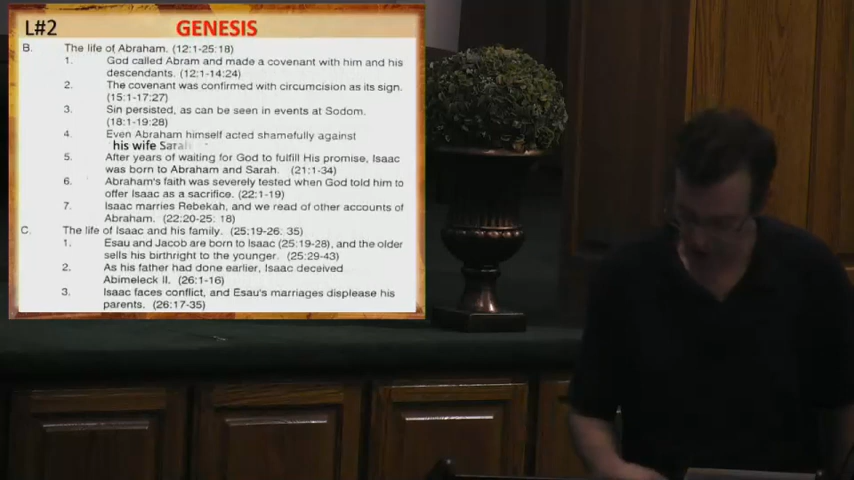 L#2 GENESIS
B. The life of Abraham. (12:1-25:18)
1. God called Abram and made a covenant with him and his
descendants. (12:1-14:24)
2. The covenant was confirmed with circumcision as its sign.
(15:1-17:27)
3. Sin persisted, as can be seen in events at Sodom.
(18:1-19:28)
4. Even Abraham himself acted shamefully against
his wife Sarah
5. After years of waiting for God to fulfill His promise, Isaac
was born to Abraham and Sarah. (21:1-34)
6. Abraham's faith was severely tested when God told him to
offer Isaac as a sacrifice. (22:1-19)
7. Isaac marries Rebekah, and we read of other accounts of
Abraham. (22:20-25: 18)
C. The life of Isaac and his family. (25:19-26: 35)
1. Esau and Jacob are born to Isaac (25:19-28), and the older
sells his birthright to the younger. (25:29-43)
2. As his father had done earlier, Isaac deceived
Abimeleck II. (26:1-16)
3. Isaac faces conflict, and Esau's marriages displease his
parents. (26:17-35)